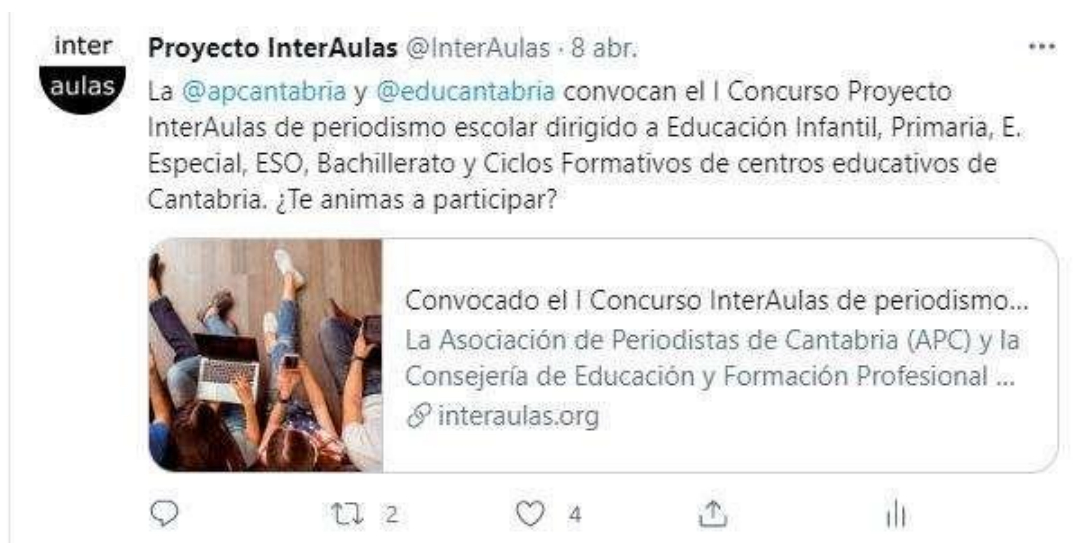 inter
aulas
Proyecto InterAulas @InterAulas · 8 abr.
La @apcantabria y @educantabria convocan el I Concurso Proyecto
InterAulas de periodismo escolar dirigido a Educación Infantil, Primaria, E.
Especial, ESO, Bachillerato y Ciclos Formativos de centros educativos de
Cantabria. ¿Te animas a participar?
Convocado el I Concurso InterAulas de periodismo...
La Asociación de Periodistas de Cantabria (APC) y la
Consejería de Educación y Formación Profesional ...
interaulas.org
2 4